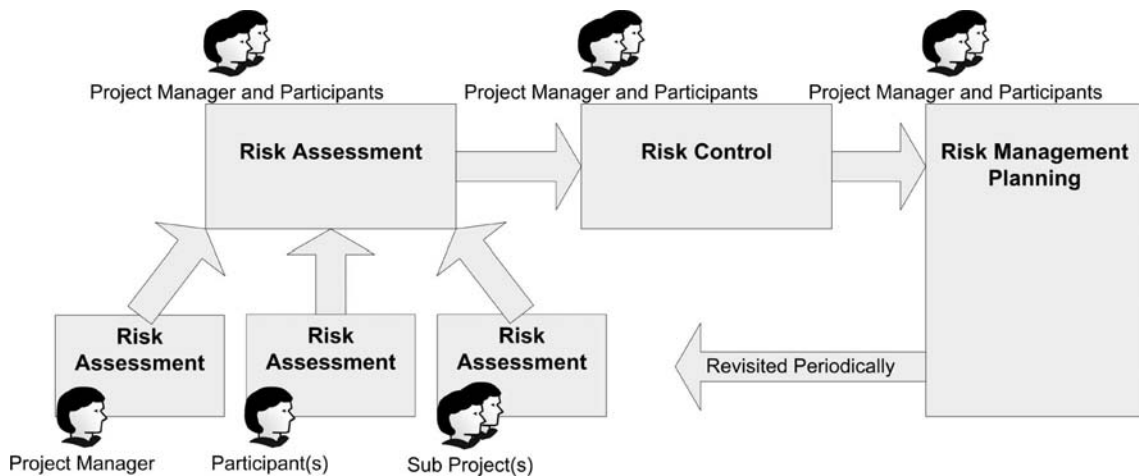 Project Manager and Participants
Project Manager and Participants
Project Manager and Participants
Risk Assessment
Risk Control
Risk Management
Planning
Risk
Assessment
Risk
Assessment
Risk
Assessment
Revisited Periodically
Project Manager
Participant(s)
Sub Project(s)